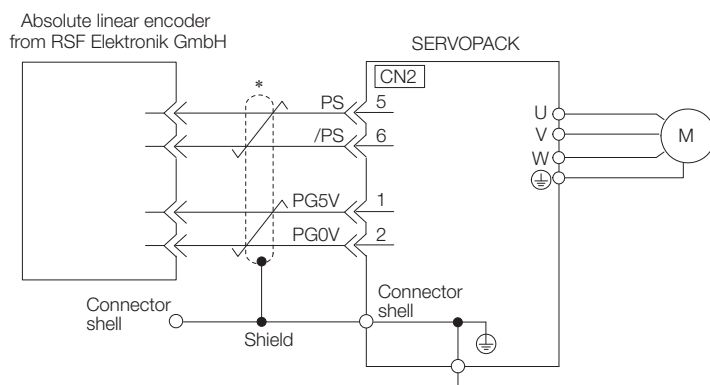 Absolute linear encoder
from RSF Elektronik GmbH
SERVOPACK
CN2
*
PS 5
/PS 6
PG5V 1
PG0V 2
U
V
W
M
Connector
shell
Shield
Connector
shell